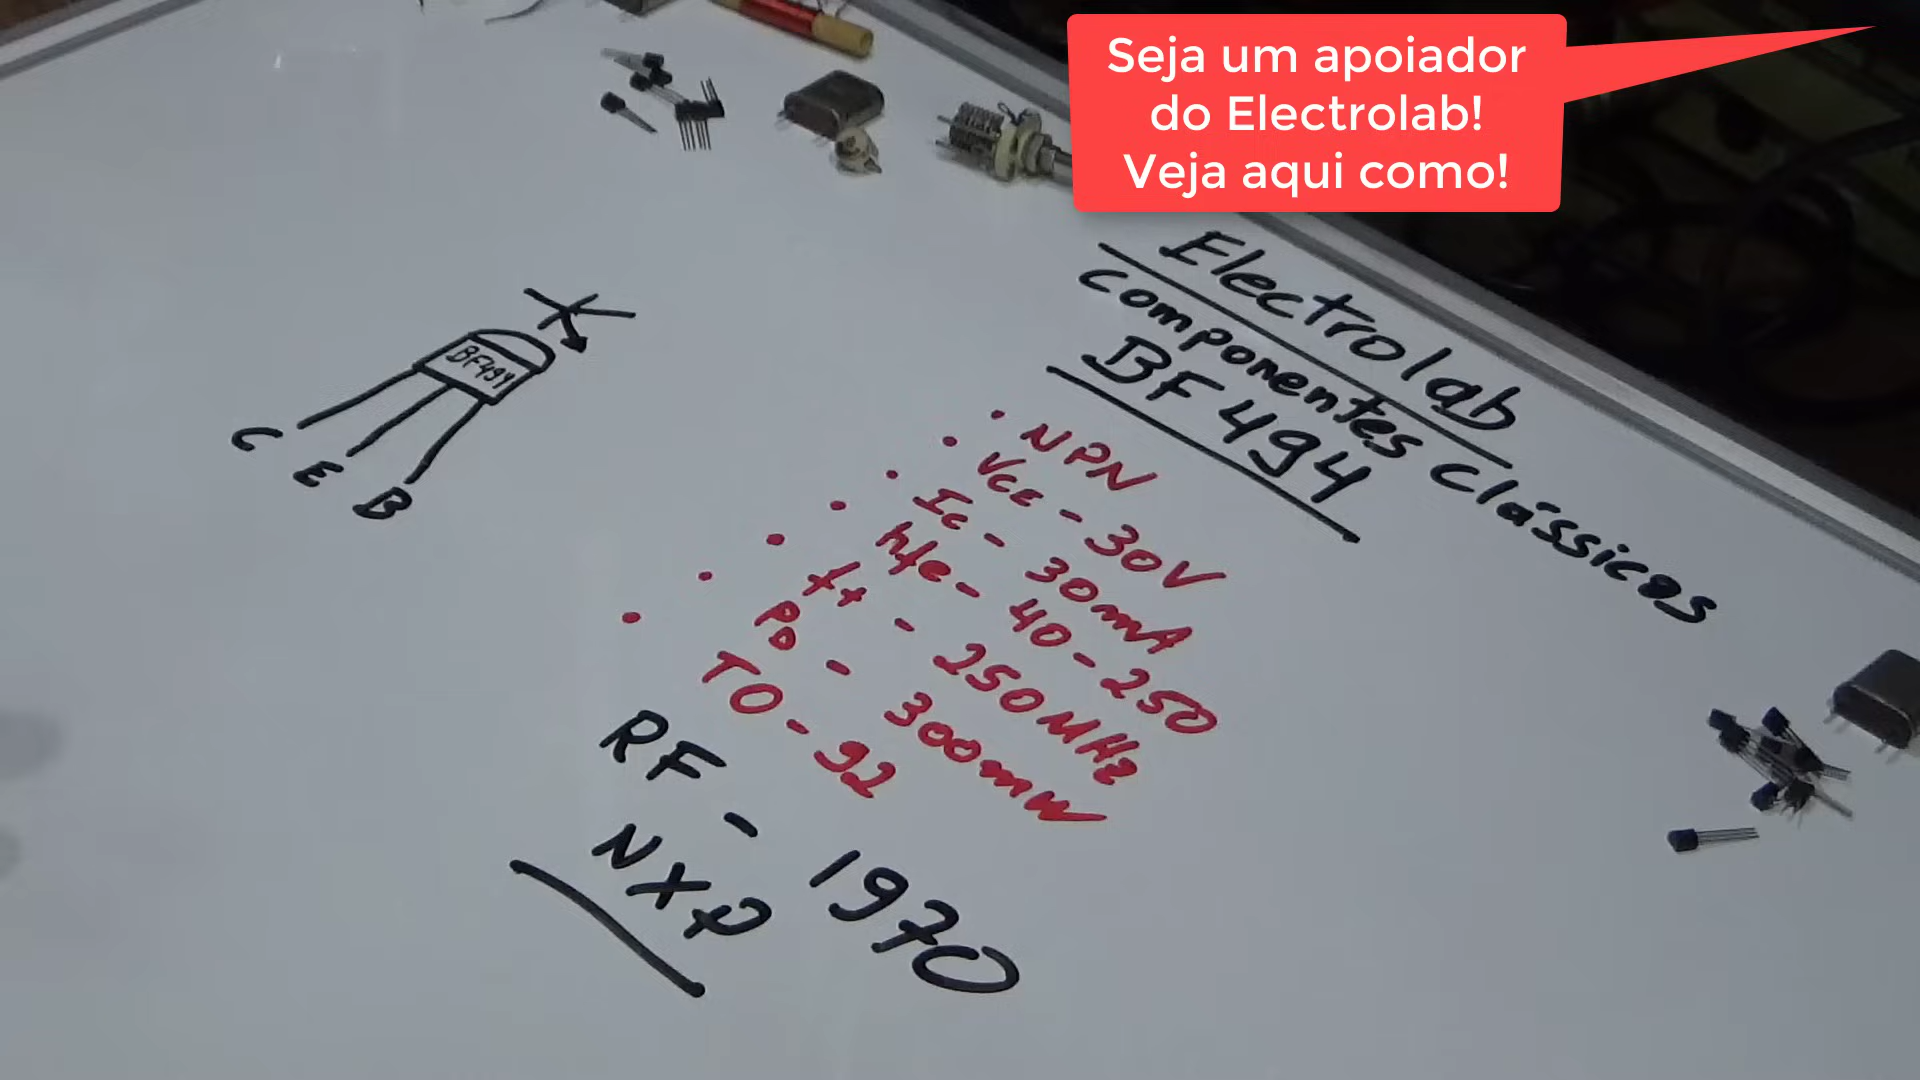 Seja um apoiador
do Electrolab!
Veja aqui como!
Electrolab
Componentes Clássicos
BF494
• NPN
• VCE - 30V
• IC - 30mA
• hfe - 40-250
• ft - 250MHz
• PD - 300mW
• TO-92
RF - 1970
NXP
BF494
C
E
B